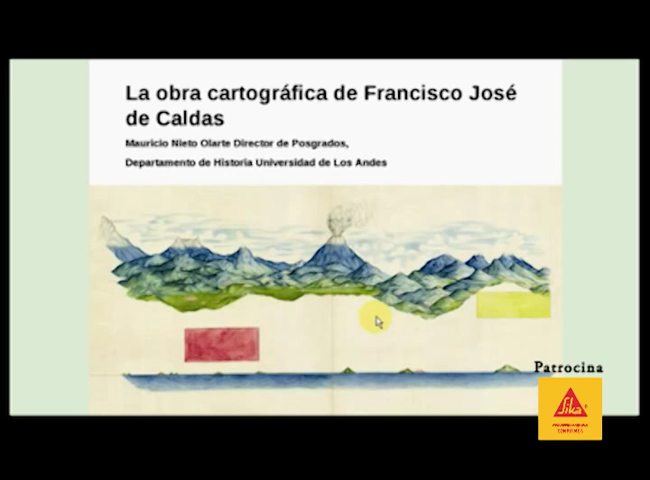 La obra cartográfica de Francisco José
de Caldas
Mauricio Nieto Olarte Director de Posgrados,
Departamento de Historia Universidad de Los Andes
Patrocina
Sika